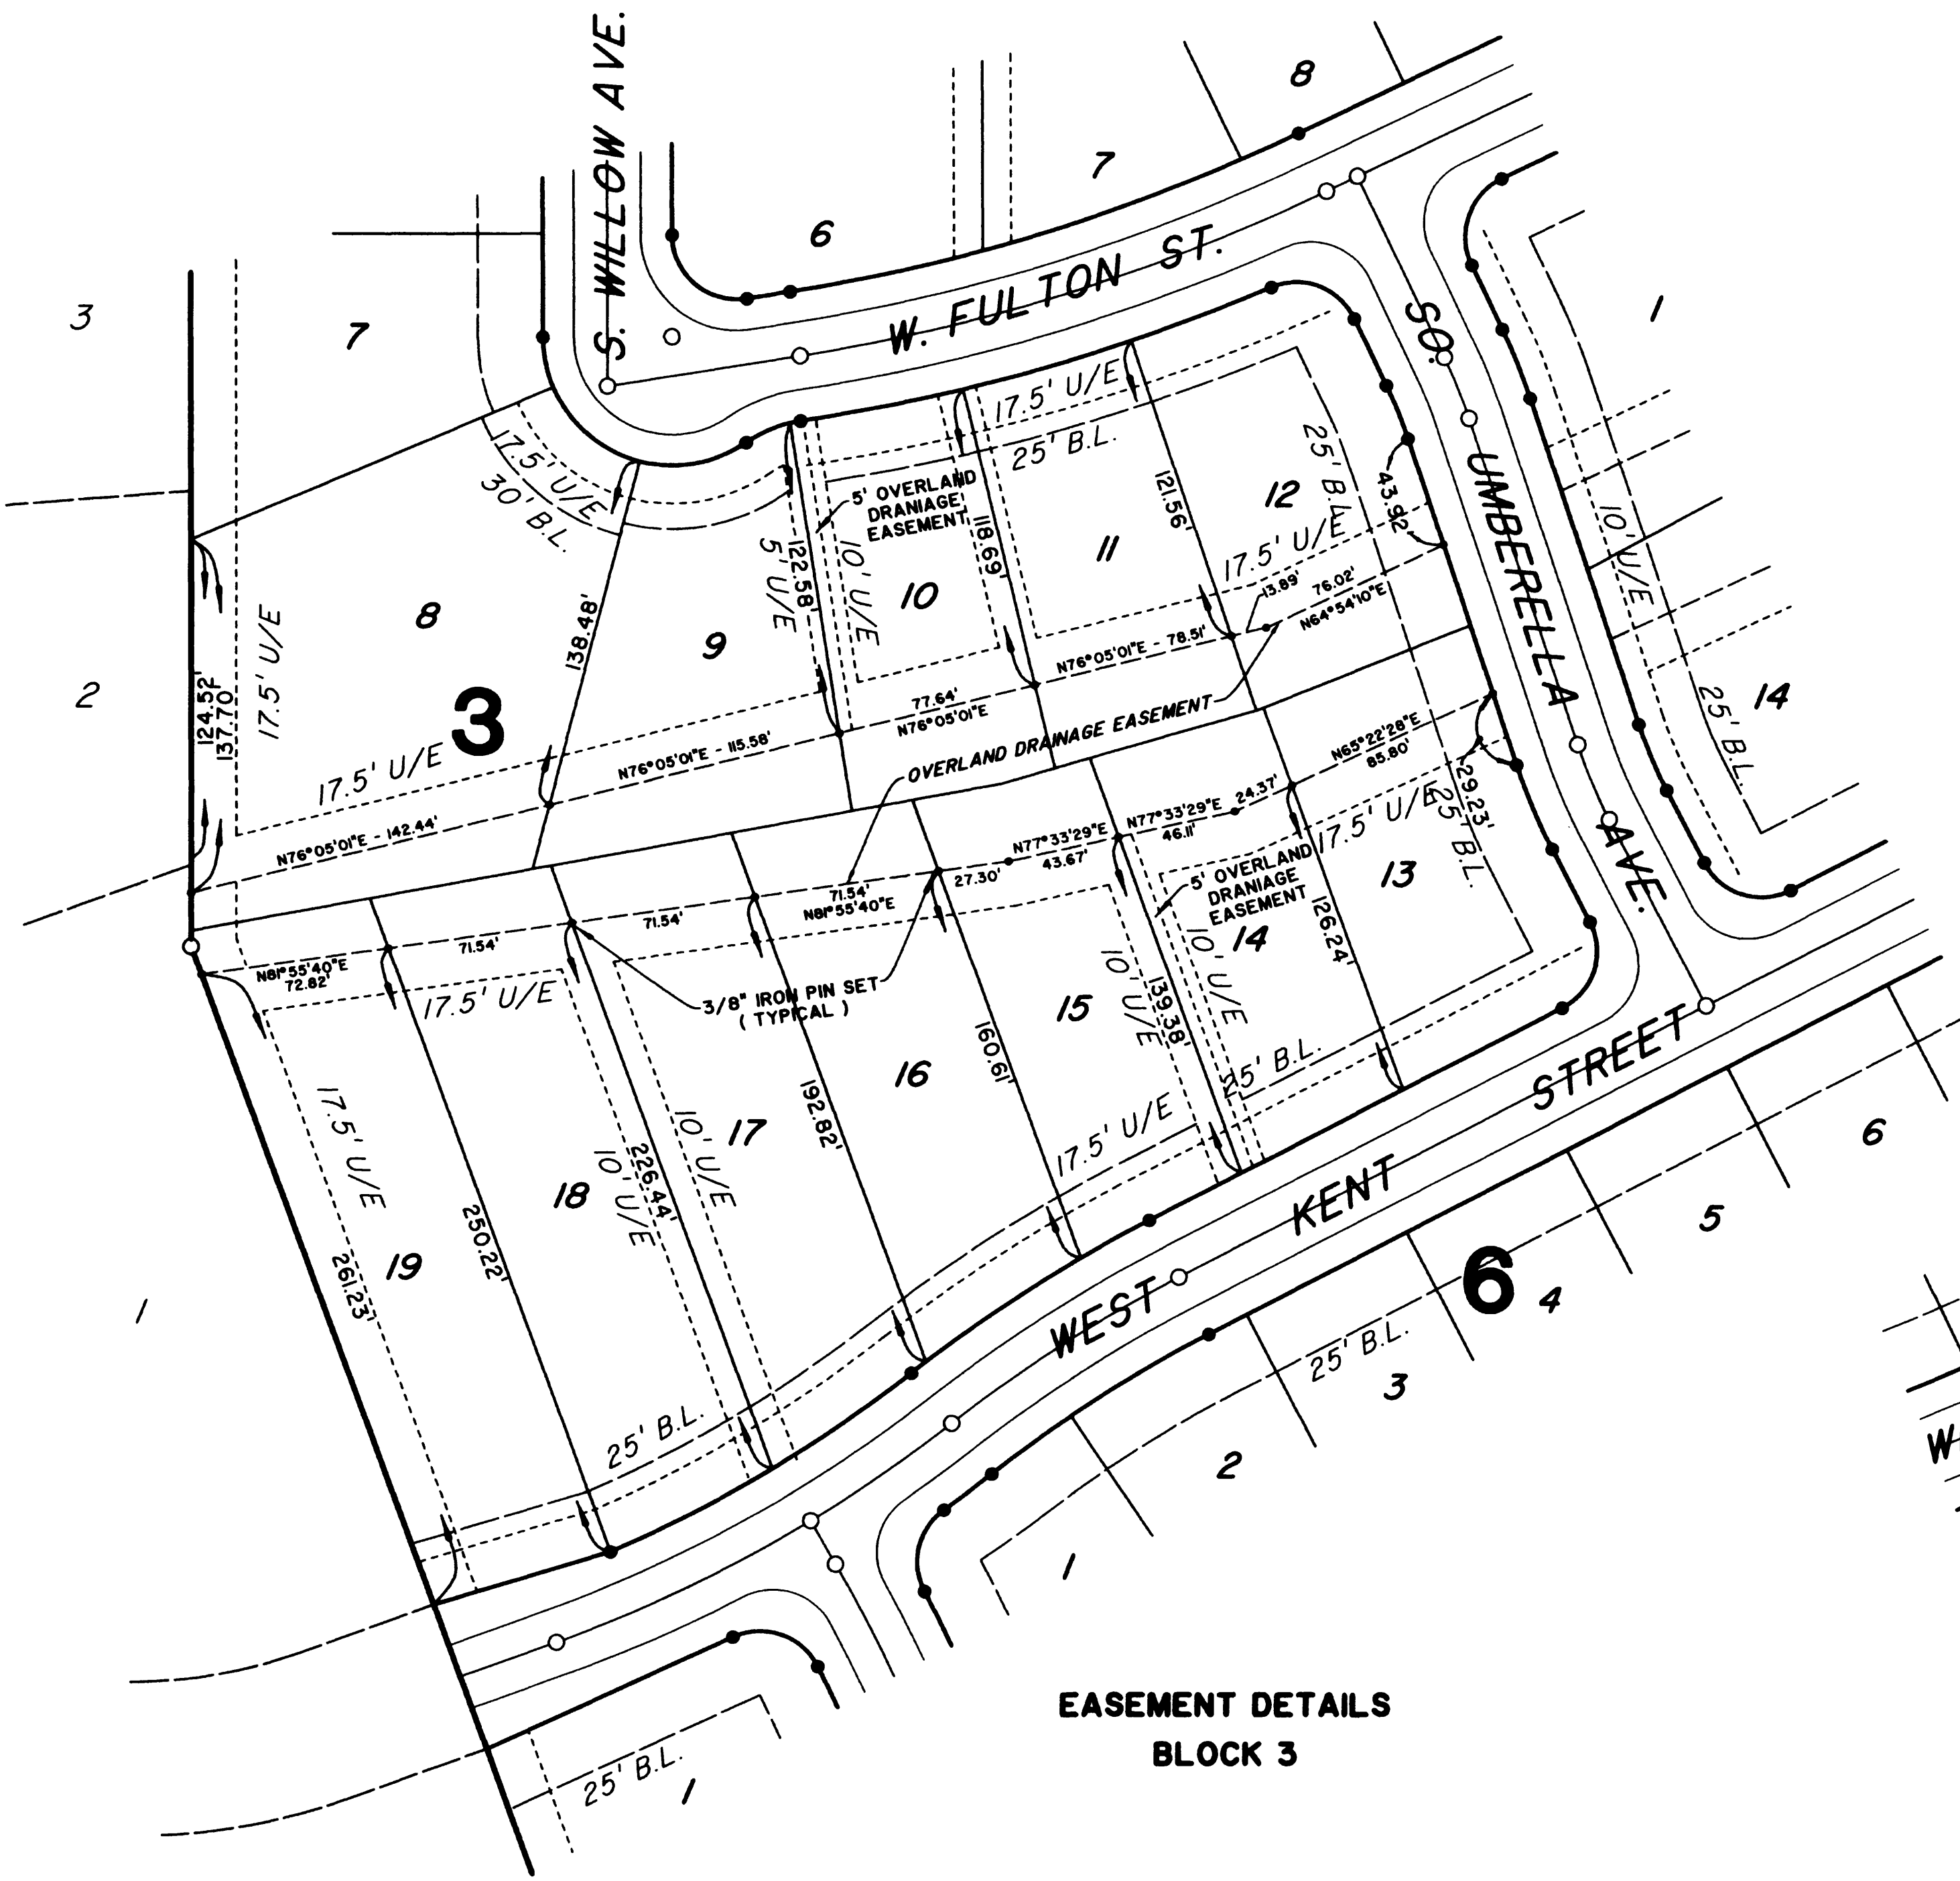 S. WILLOW AVE.
8
7
6
W. FULTON ST.
3
7
SO. UMBERELLA AVE.
1
17.5' U/E
30' B.L.
17.5' U/E
25' B.L.
5' OVERLAND
DRANIAGE
EASEMENT
25' B.L.
43.92
12
121.56'
118.69'
11
17.5' U/E
10' U/E
8
138.48'
9
5' U/E
122.58'
10' U/E
10
13.89'
76.02'
N64°54'10"E
N76°05'01"E - 78.51'
2
124.52'
137.70'
17.5' U/E
3
77.64'
N76°05'01"E
OVERLAND DRAINAGE EASEMENT
25' B.L.
14
17.5' U/E
N76°05'01"E - 115.58'
N65°22'28"E
85.80'
N76°05'01"E - 142.44'
N77°33'29"E
24.37'
46.11'
29.23'
25' B.L.
17.5' U/E
N77°33'29"E
43.67'
27.30'
5' OVERLAND
DRANIAGE
EASEMENT
13
71.54'
N81°55'40"E
71.54'
71.54'
N81°55'40"E
72.82'
17.5' U/E
3/8" IRON PIN SET
( TYPICAL )
126.24'
14
10' U/E
10' U/E
139.38'
15
160.61'
25' B.L.
16
192.82'
17
10' U/E
226.44'
10' U/E
18
250.22'
17.5' U/E
19
261.23'
1
17.5' U/E
WEST KENT STREET
6
5
6
4
25' B.L.
3
2
1
25' B.L.
W
25' B.L.
1
EASEMENT DETAILS
BLOCK 3